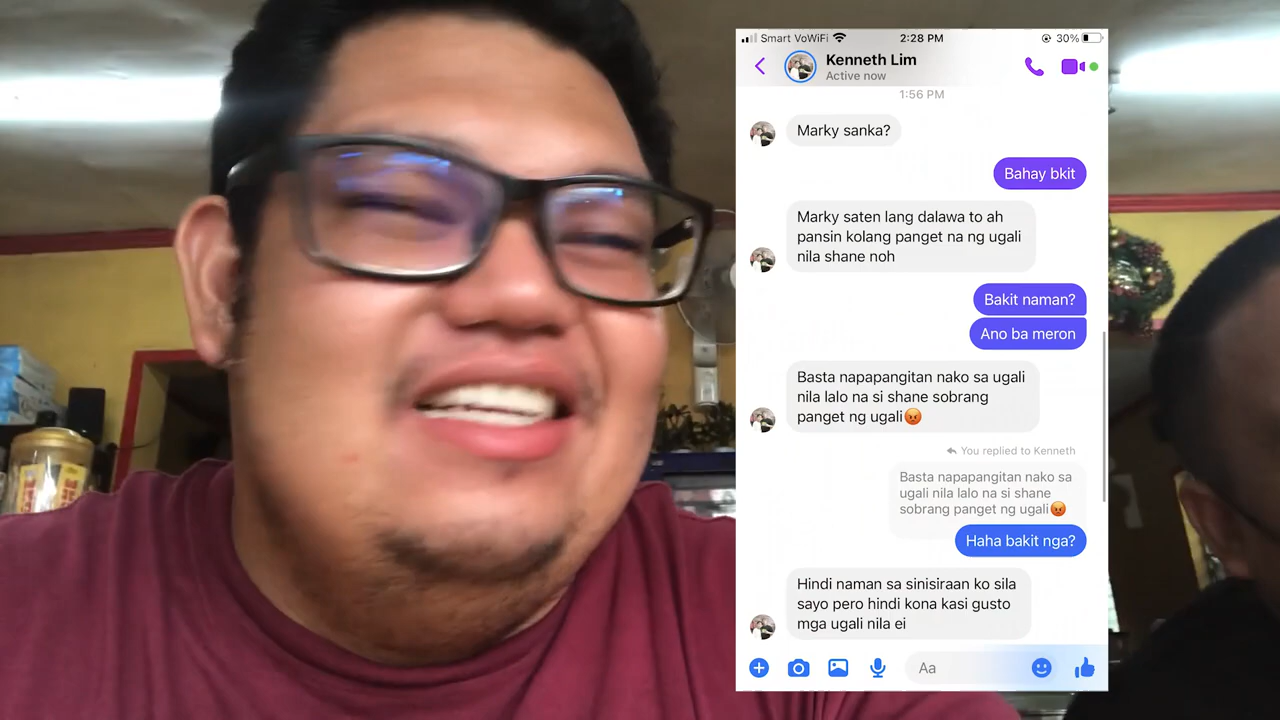 Smart VoWiFi
2:28 PM
30%
Kenneth Lim
Active now
1:56 PM
Marky sanka?
Bahay bkit
Marky saten lang dalawa to ah
pansin kolang panget na ng ugali
nila shane noh
Bakit naman?
Ano ba meron
Basta napapangitan nako sa ugali
nila lalo na si shane sobrang
panget ng ugali😡
You replied to Kenneth
Basta napapangitan nako sa
ugali nila lalo na si shane
sobrang panget ng ugali😡
Haha bakit nga?
Hindi naman sa sinisiraan ko sila
sayo pero hindi kona kasi gusto
mga ugali nila ei
Aa